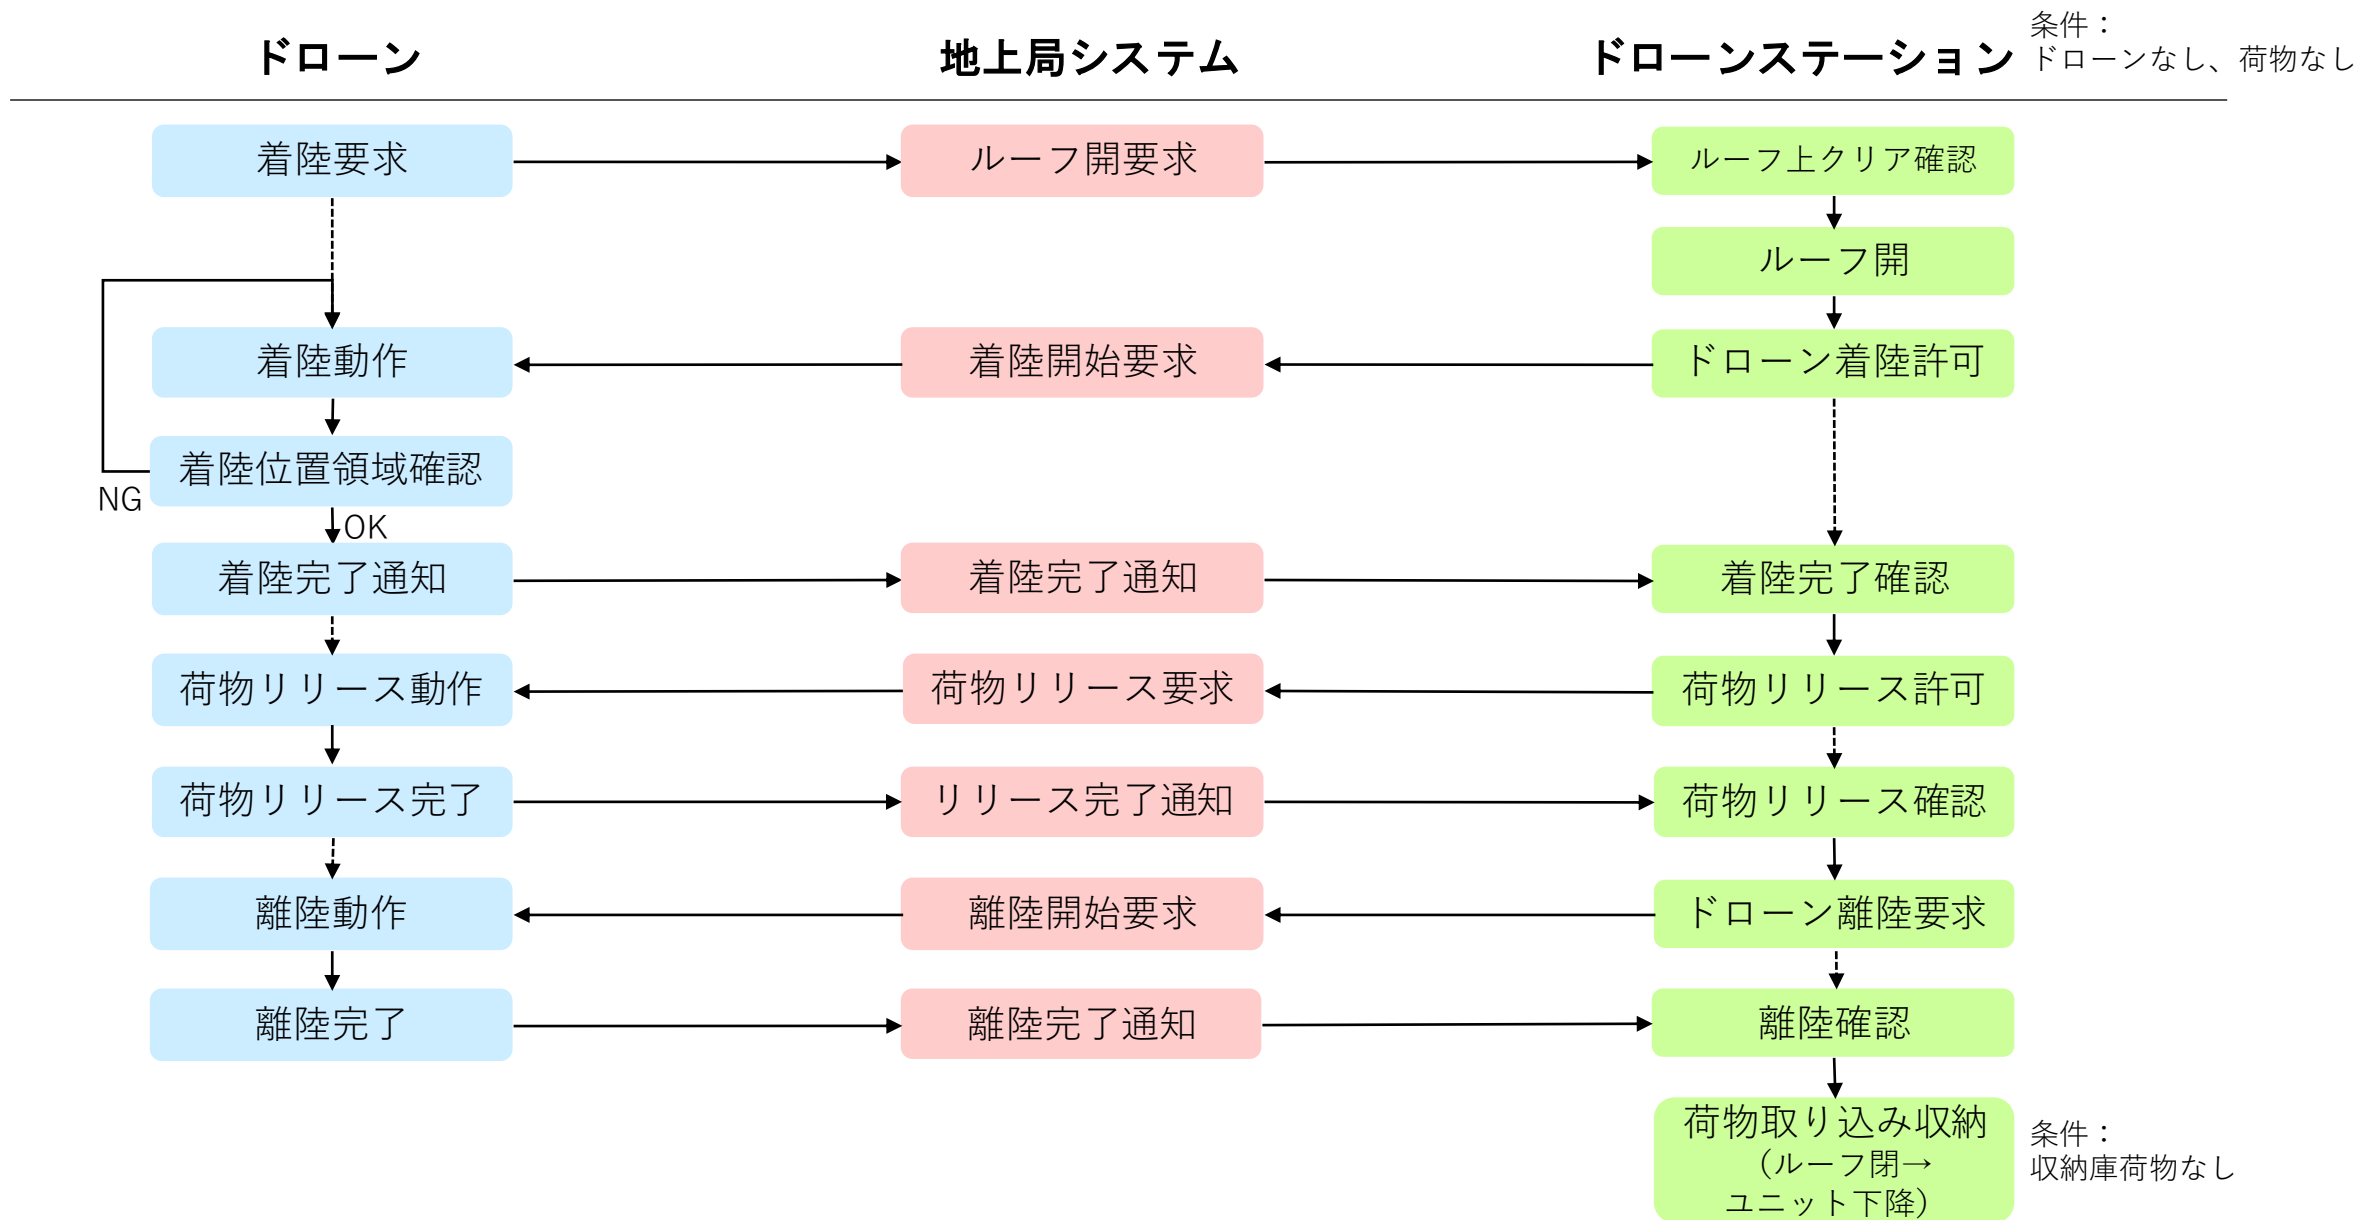 ドローン
地上局システム
ドローンステーション
条件：
ドローンなし、荷物なし
着陸要求
ルーフ開要求
ルーフ上クリア確認
ルーフ開
着陸動作
着陸開始要求
ドローン着陸許可
着陸位置領域確認
NG
OK
着陸完了通知
着陸完了通知
着陸完了確認
荷物リリース動作
荷物リリース要求
荷物リリース許可
荷物リリース完了
リリース完了通知
荷物リリース確認
離陸動作
離陸開始要求
ドローン離陸要求
離陸完了
離陸完了通知
離陸確認
荷物取り込み収納
（ルーフ閉→
ユニット下降）
条件：
収納庫荷物なし